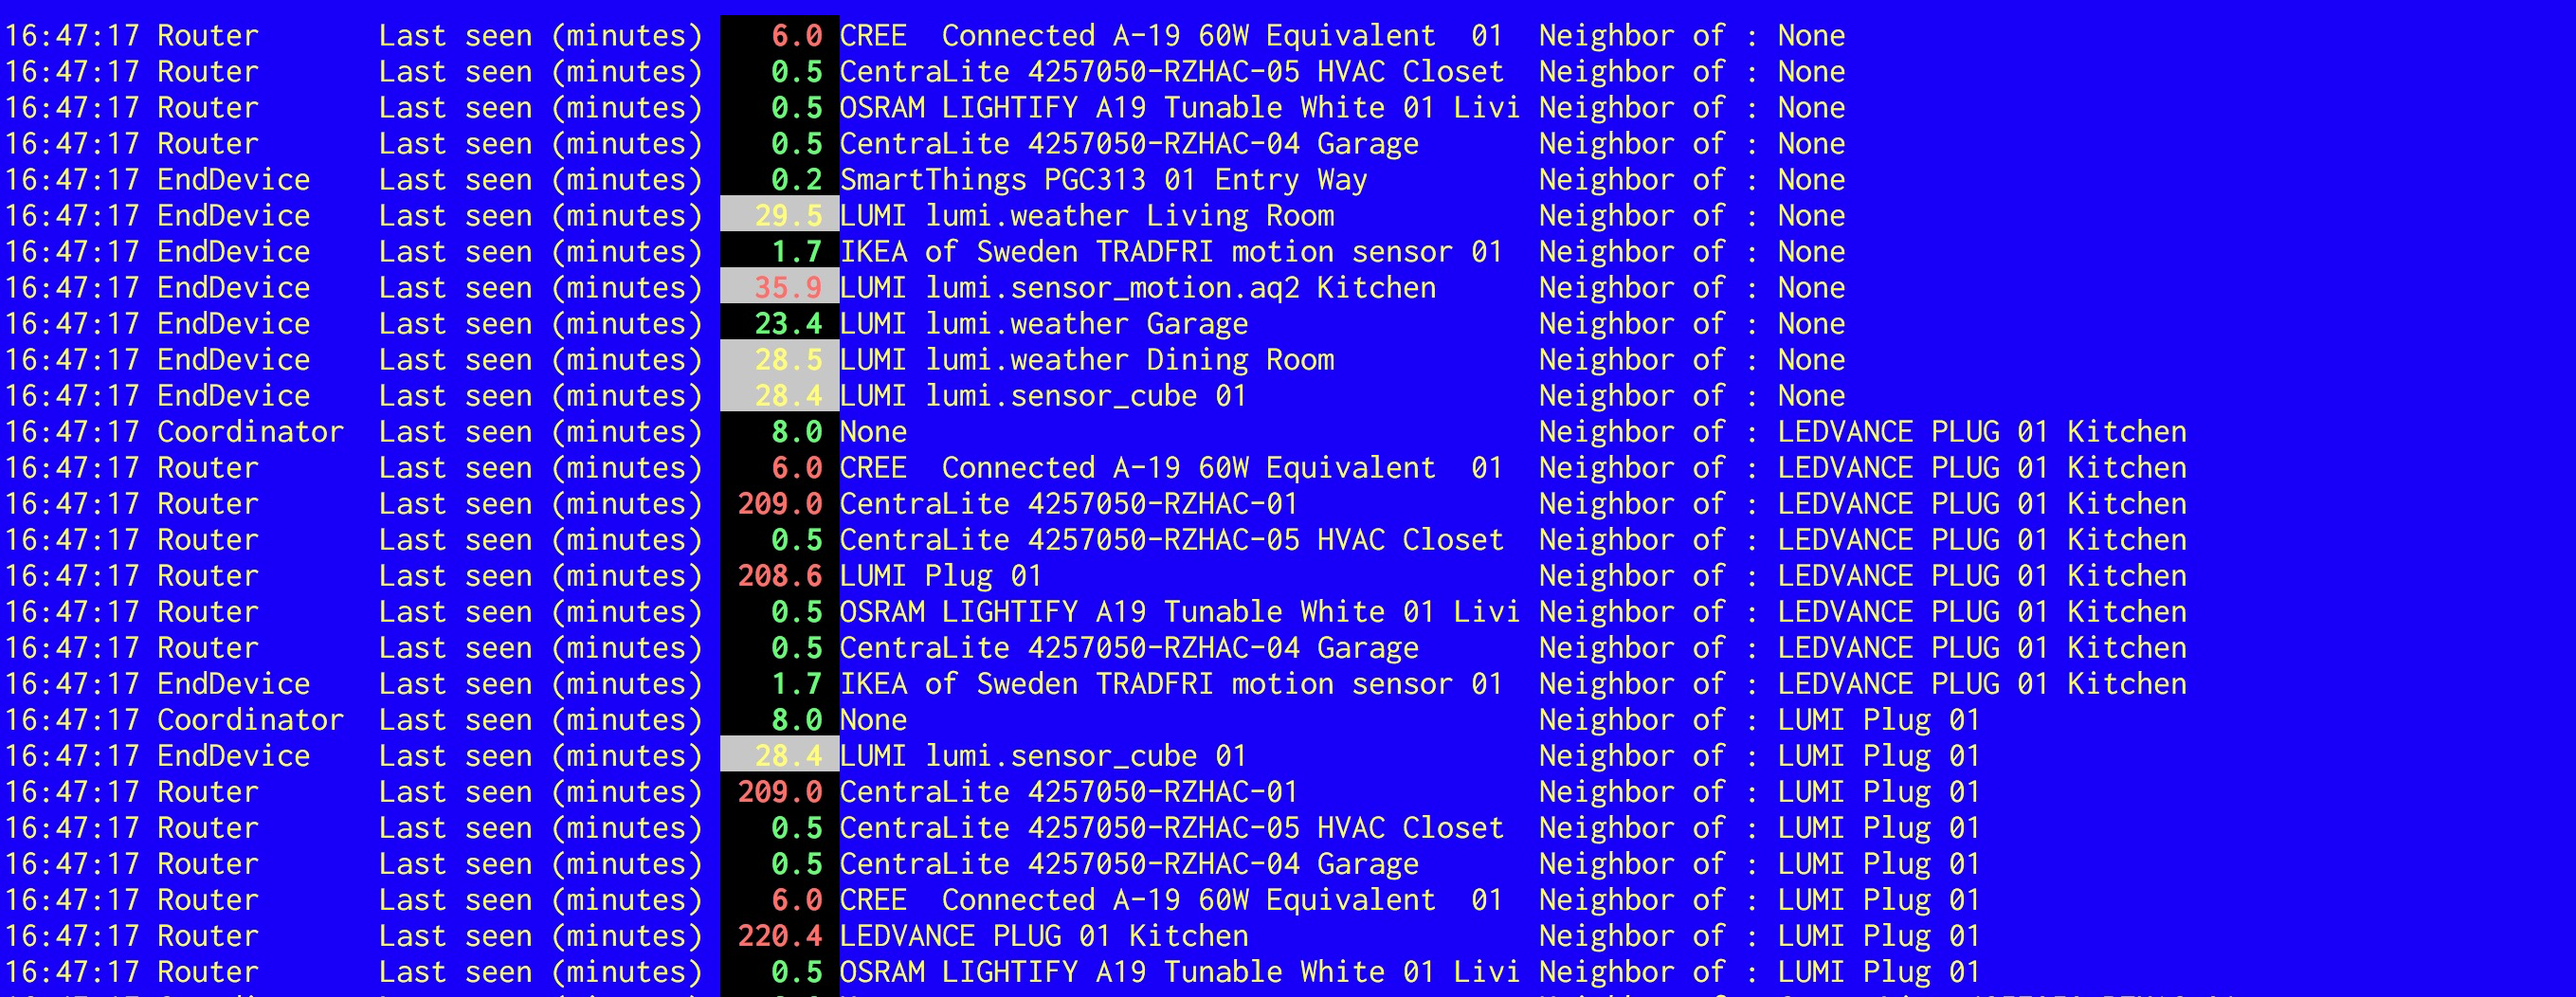 16:47:17 Router Last seen (minutes) 6.0 CREE  Connected A-19 60W Equivalent  01 Neighbor of : None
16:47:17 Router Last seen (minutes) 0.5 CentraLite 4257050-RZHAC-05 HVAC Closet Neighbor of : None
16:47:17 Router Last seen (minutes) 0.5 OSRAM LIGHTIFY A19 Tunable White 01 Livi Neighbor of : None
16:47:17 Router Last seen (minutes) 0.5 CentraLite 4257050-RZHAC-04 Garage Neighbor of : None
16:47:17 EndDevice Last seen (minutes) 0.2 SmartThings PGC313 01 Entry Way Neighbor of : None
16:47:17 EndDevice Last seen (minutes) 29.5 LUMI lumi.weather Living Room Neighbor of : None
16:47:17 EndDevice Last seen (minutes) 1.7 IKEA of Sweden TRADFRI motion sensor 01 Neighbor of : None
16:47:17 EndDevice Last seen (minutes) 35.9 LUMI lumi.sensor_motion.aq2 Kitchen Neighbor of : None
16:47:17 EndDevice Last seen (minutes) 23.4 LUMI lumi.weather Garage Neighbor of : None
16:47:17 EndDevice Last seen (minutes) 28.5 LUMI lumi.weather Dining Room Neighbor of : None
16:47:17 EndDevice Last seen (minutes) 28.4 LUMI lumi.sensor_cube 01 Neighbor of : None
16:47:17 Coordinator Last seen (minutes) 8.0 None Neighbor of : LEDVANCE PLUG 01 Kitchen
16:47:17 Router Last seen (minutes) 6.0 CREE  Connected A-19 60W Equivalent  01 Neighbor of : LEDVANCE PLUG 01 Kitchen
16:47:17 Router Last seen (minutes) 209.0 CentraLite 4257050-RZHAC-01 Neighbor of : LEDVANCE PLUG 01 Kitchen
16:47:17 Router Last seen (minutes) 0.5 CentraLite 4257050-RZHAC-05 HVAC Closet Neighbor of : LEDVANCE PLUG 01 Kitchen
16:47:17 Router Last seen (minutes) 208.6 LUMI Plug 01 Neighbor of : LEDVANCE PLUG 01 Kitchen
16:47:17 Router Last seen (minutes) 0.5 OSRAM LIGHTIFY A19 Tunable White 01 Livi Neighbor of : LEDVANCE PLUG 01 Kitchen
16:47:17 Router Last seen (minutes) 0.5 CentraLite 4257050-RZHAC-04 Garage Neighbor of : LEDVANCE PLUG 01 Kitchen
16:47:17 EndDevice Last seen (minutes) 1.7 IKEA of Sweden TRADFRI motion sensor 01 Neighbor of : LEDVANCE PLUG 01 Kitchen
16:47:17 Coordinator Last seen (minutes) 8.0 None Neighbor of : LUMI Plug 01
16:47:17 EndDevice Last seen (minutes) 28.4 LUMI lumi.sensor_cube 01 Neighbor of : LUMI Plug 01
16:47:17 Router Last seen (minutes) 209.0 CentraLite 4257050-RZHAC-01 Neighbor of : LUMI Plug 01
16:47:17 Router Last seen (minutes) 0.5 CentraLite 4257050-RZHAC-05 HVAC Closet Neighbor of : LUMI Plug 01
16:47:17 Router Last seen (minutes) 0.5 CentraLite 4257050-RZHAC-04 Garage Neighbor of : LUMI Plug 01
16:47:17 Router Last seen (minutes) 6.0 CREE  Connected A-19 60W Equivalent  01 Neighbor of : LUMI Plug 01
16:47:17 Router Last seen (minutes) 220.4 LEDVANCE PLUG 01 Kitchen Neighbor of : LUMI Plug 01
16:47:17 Router Last seen (minutes) 0.5 OSRAM LIGHTIFY A19 Tunable White 01 Livi Neighbor of : LUMI Plug 01